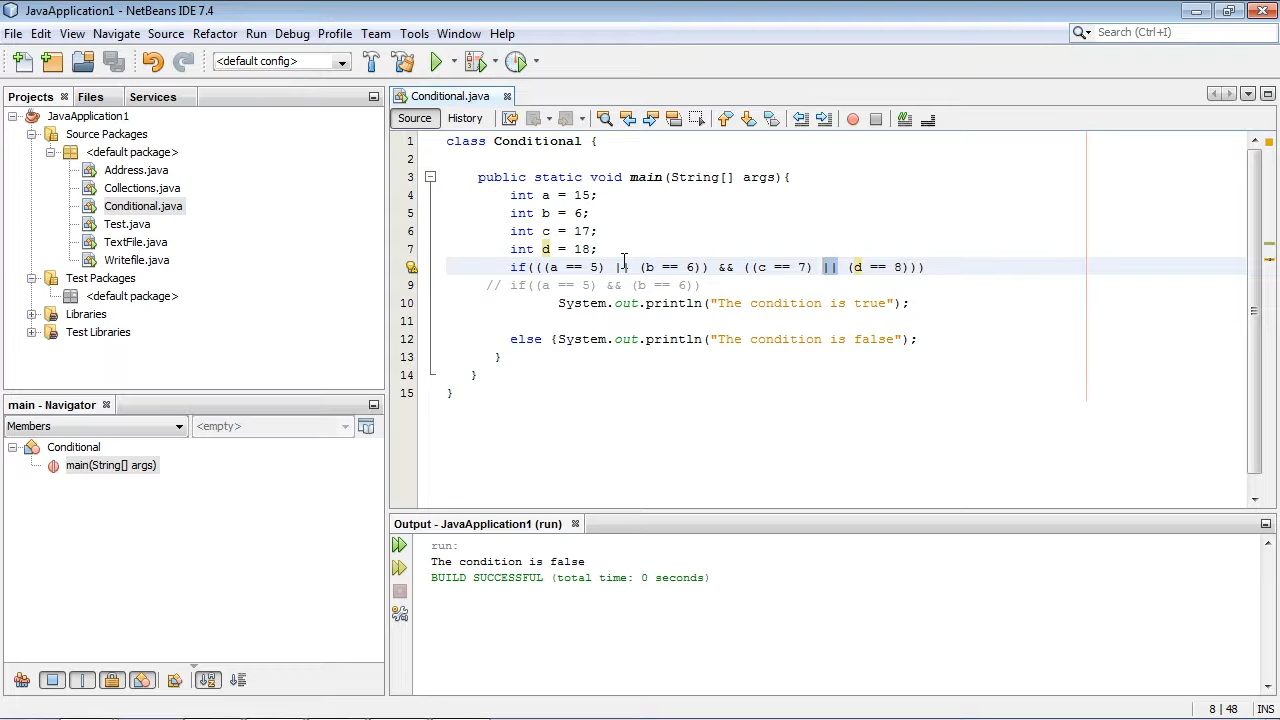 JavaApplication1 - NetBeans IDE 7.4
File Edit View Navigate Source Refactor Run Debug Profile Team Tools Window Help
Search (Ctrl+I)
<default config>
Projects Files Services
JavaApplication1
Source Packages
<default package>
Address.java
Collections.java
Conditional.java
Test.java
TextFile.java
Writefile.java
Test Packages
<default package>
Libraries
Test Libraries
main - Navigator
Members <empty>
Conditional
main(String[] args)
Conditional.java
Source History
1 class Conditional {
2
3 public static void main(String[] args){
4 int a = 15;
5 int b = 6;
6 int c = 17;
7 int d = 18;
if(((a == 5) || (b == 6)) && ((c == 7) || (d == 8)))
9 // if((a == 5) && (b == 6))
10 System.out.println("The condition is true");
11
12 else {System.out.println("The condition is false");
13 }
14 }
15 }
Output - JavaApplication1 (run)
run:
The condition is false
BUILD SUCCESSFUL (total time: 0 seconds)
8 | 48 INS